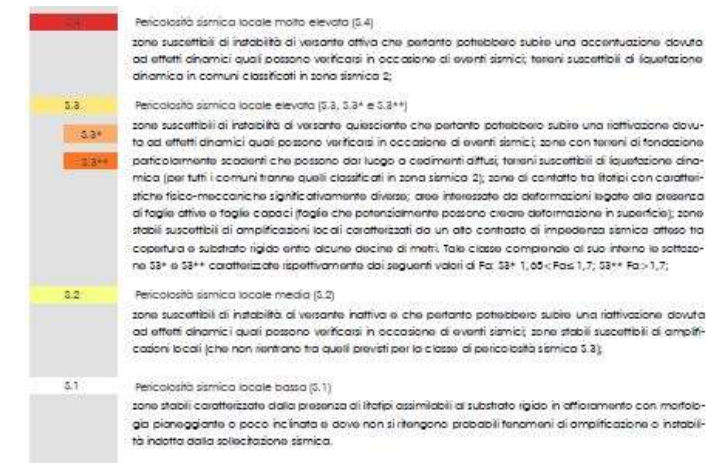 S.4 Pericolosità sismica locale molto elevata (S.4)
zone suscettibili di instabilità di versante attiva che pertanto potrebbero subire una accentuazione dovuta
ad effetti dinamici quali possono verificarsi in occasione di eventi sismici; terreni suscettibili di liquefazione
dinamica in comuni classificati in zona sismica 2;
S.3 Pericolosità sismica locale elevata (S.3, S.3* e S.3**)
S.3*
S.3**
zone suscettibili di instabilità di versante quiescente che pertanto potrebbero subire una riattivazione dovu-
ta ad effetti dinamici quali possono verificarsi in occasione di eventi sismici; zone con terreni di fondazione
particolarmente scadenti che possono dar luogo a cedimenti diffusi; terreni suscettibili di liquefazione dina-
mica (per tutti i comuni tranne quelli classificati in zona sismica 2); zone di contatto tra litotipi con caratteri-
stiche fisico-meccaniche significativamente diverse; aree interessate da deformazioni legate alla presenza
di faglie attive e faglie capaci (faglie che potenzialmente possono creare deformazione in superficie); zone
stabili suscettibili di amplificazioni locali caratterizzati da un alto contrasto di impedenza sismica atteso tra
copertura e substrato rigido entro alcune decine di metri. Tale classe comprende al suo interno le sottozo-
ne S3* e S3** caratterizzate rispettivamente dai seguenti valori di Fa: S3* 1,65<Fa≤1,7; S3** Fa>1,7;
S.2 Pericolosità sismica locale media (S.2)
zone suscettibili di instabilità di versante inattiva e che pertanto potrebbero subire una riattivazione dovuta
ad effetti dinamici quali possono verificarsi in occasione di eventi sismici; zone stabili suscettibili di amplifi-
cazioni locali (che non rientrano tra quelli previsti per la classe di pericolosità sismica S.3);
S.1 Pericolosità sismica locale bassa (S.1)
zone stabili caratterizzate dalla presenza di litotipi assimilabili al substrato rigido in affioramento con morfolo-
gia pianeggiante o poco inclinata e dove non si ritengono probabili fenomeni di amplificazione o instabili-
tà indotta dalla sollecitazione sismica.